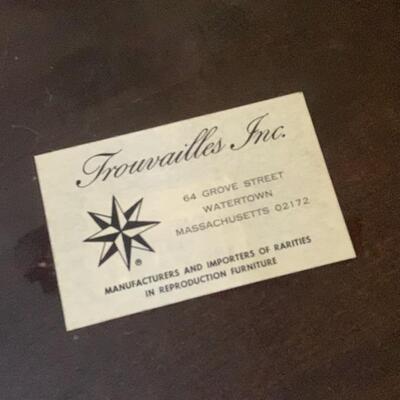 Trouvailles Inc.
64 GROVE STREET
WATERTOWN
MASSACHUSETTS 02172
®
MANUFACTURERS AND IMPORTERS OF RARITIES
IN REPRODUCTION FURNITURE